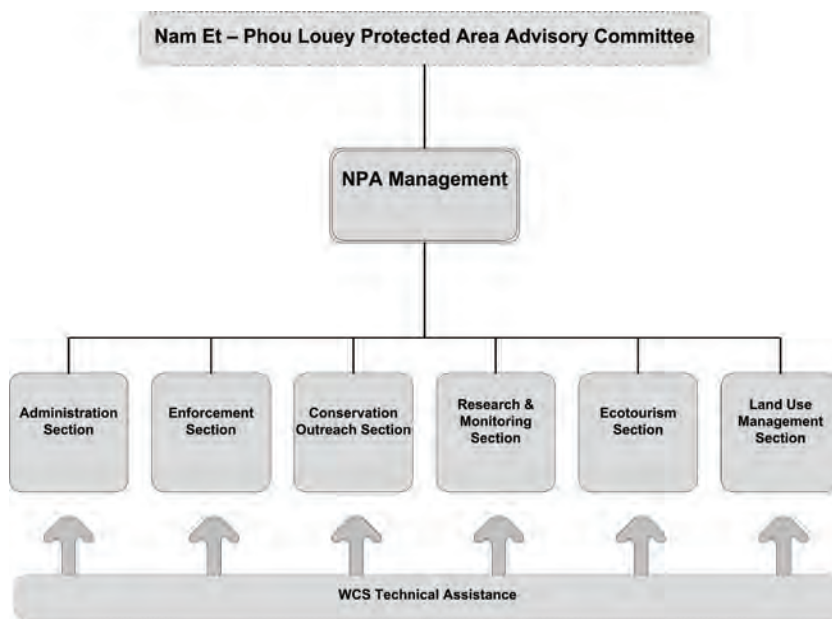 Nam Et – Phou Louey Protected Area Advisory Committee
NPA Management
Administration
Section
Enforcement
Section
Conservation
Outreach Section
Research &
Monitoring
Section
Ecotourism
Section
Land Use
Management
Section
WCS Technical Assistance